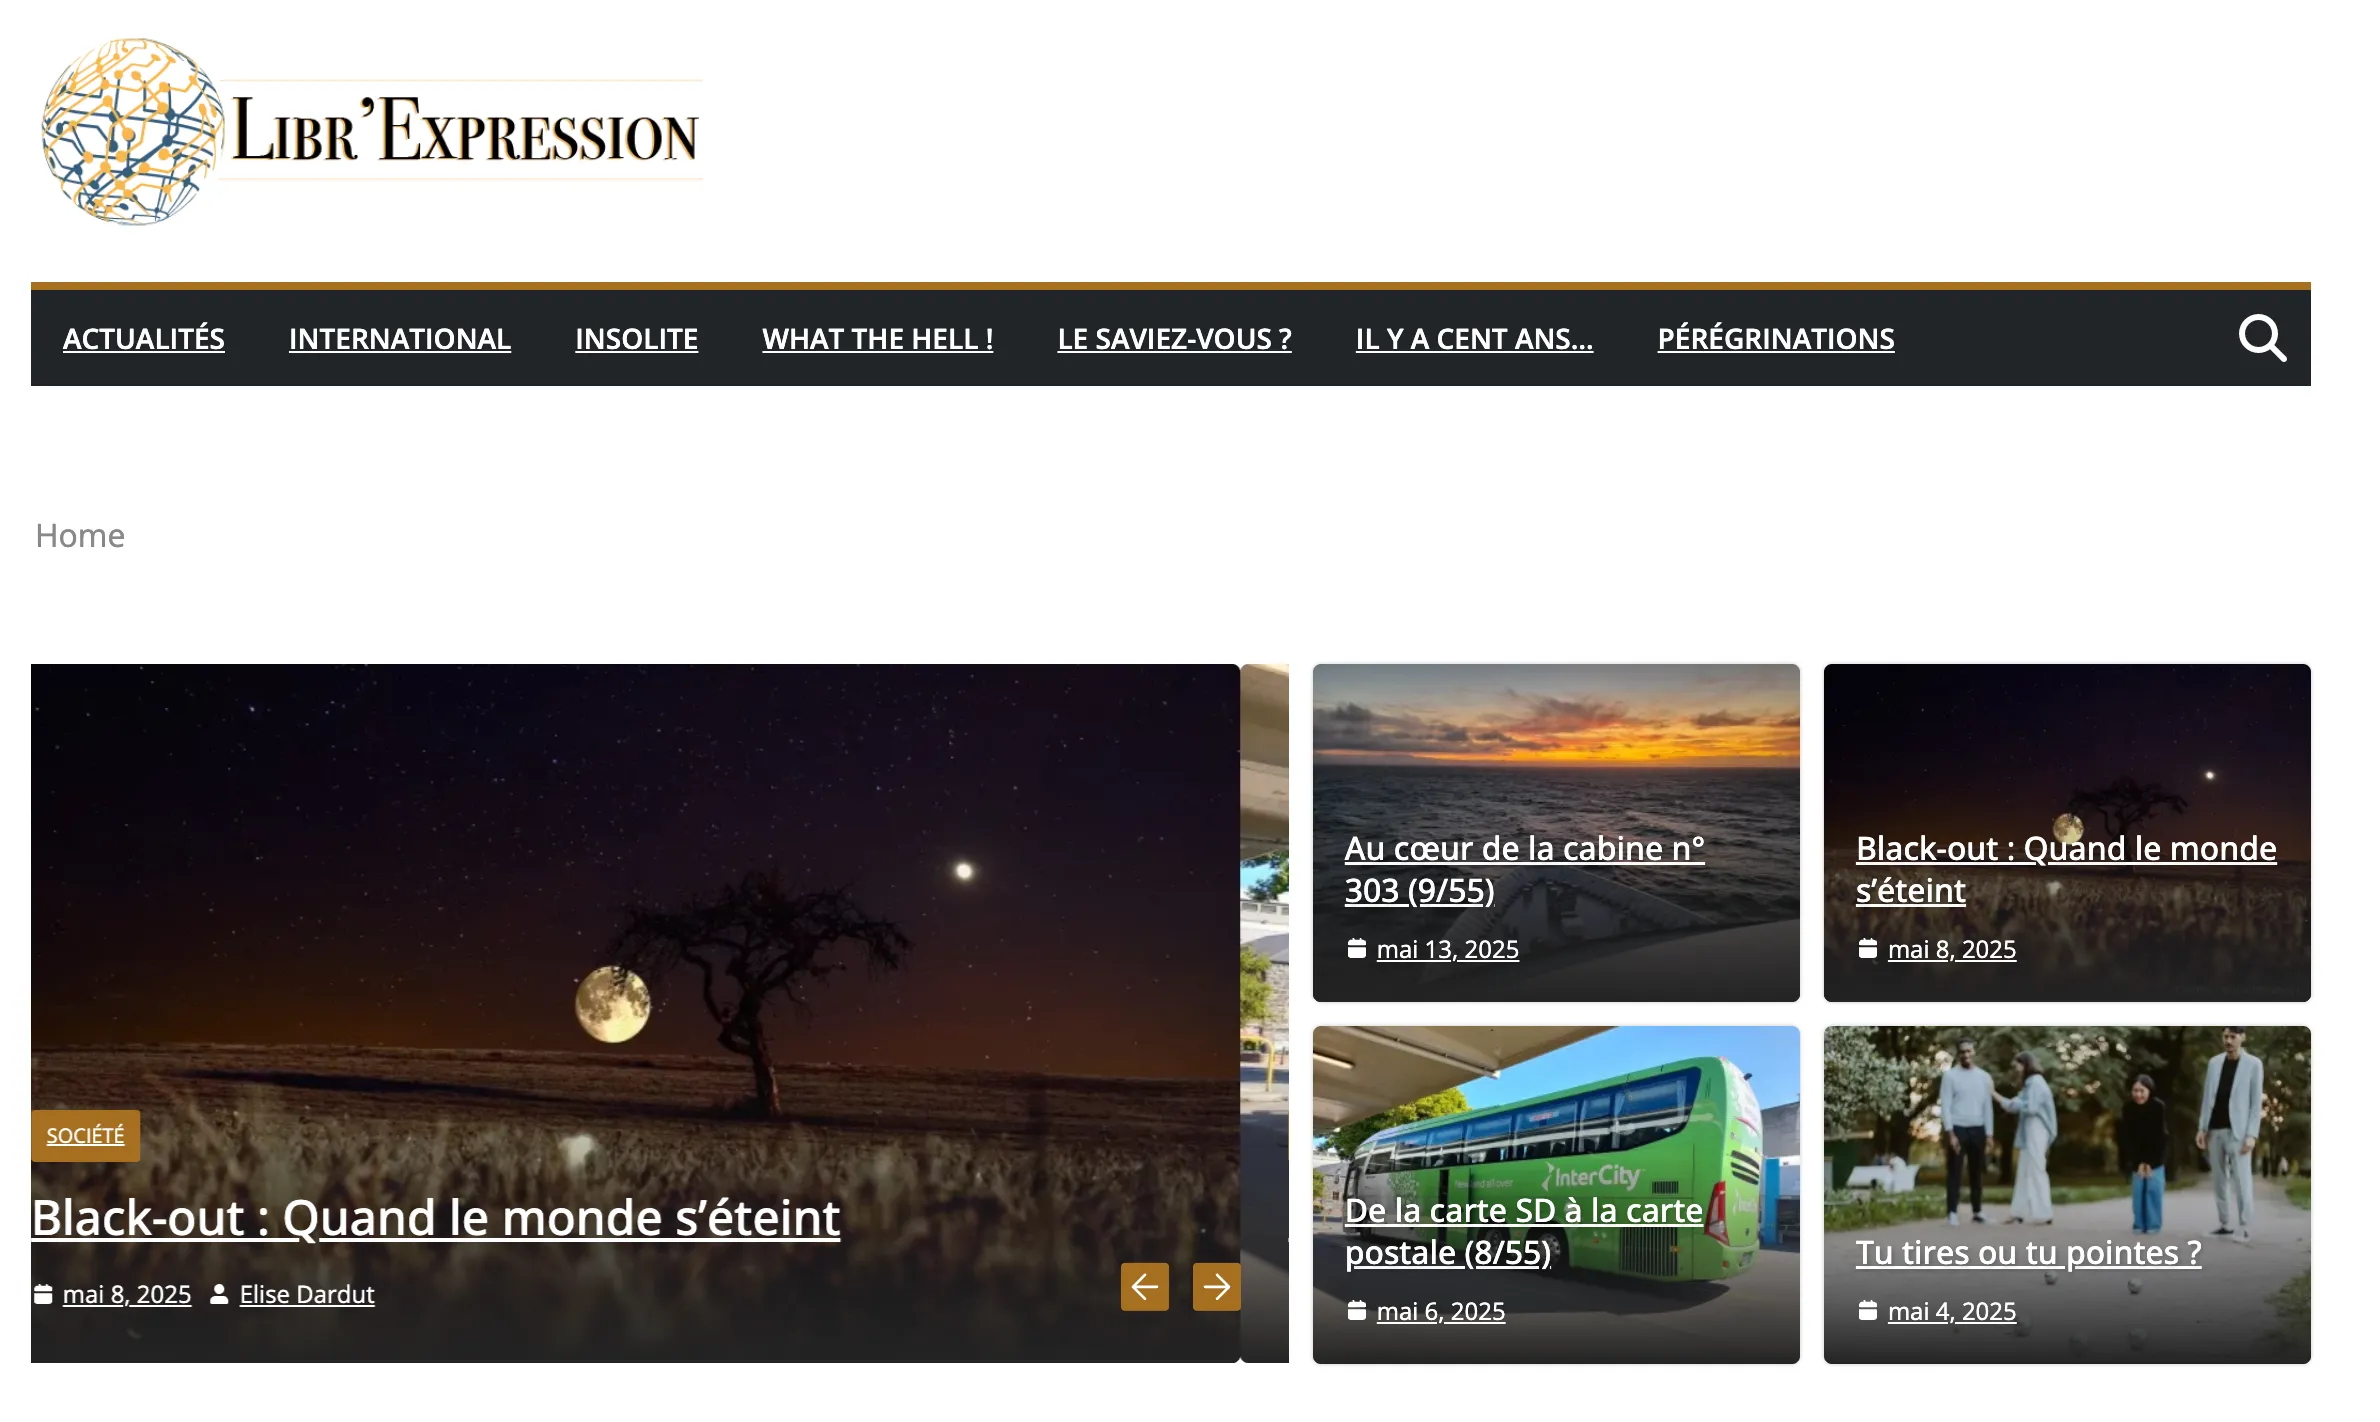 LIBR'EXPRESSION
ACTUALITÉS INTERNATIONAL INSOLITE WHAT THE HELL ! LE SAVIEZ-VOUS ? IL Y A CENT ANS... PÉRÉGRINATIONS
Home
SOCIÉTÉ
Black-out : Quand le monde s’éteint
mai 8, 2025 Elise Dardut
Au cœur de la cabine n°
303 (9/55)
mai 13, 2025
Black-out : Quand le monde
s’éteint
mai 8, 2025
InterCity
De la carte SD à la carte
postale (8/55)
mai 6, 2025
Tu tires ou tu pointes ?
mai 4, 2025